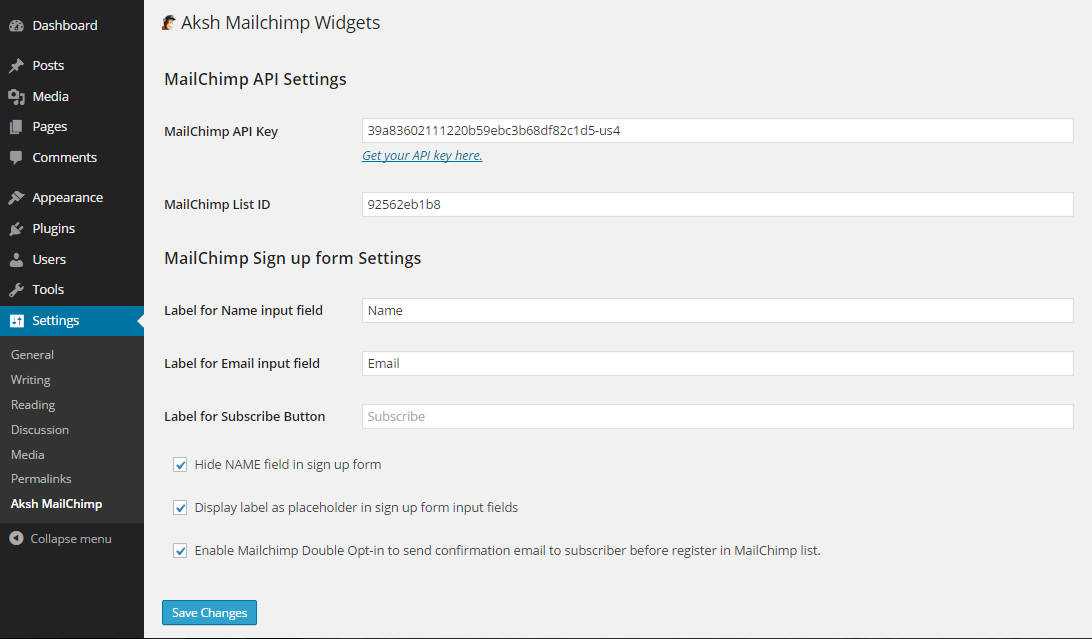 Dashboard
Posts
Media
Pages
Comments
Appearance
Plugins
Users
Tools
Settings
General
Writing
Reading
Discussion
Media
Permalinks
Aksh MailChimp
Collapse menu
Aksh Mailchimp Widgets
MailChimp API Settings
MailChimp API Key
39a83602111220b59ebc3b68df82c1d5-us4
Get your API key here.
MailChimp List ID
92562eb1b8
MailChimp Sign up form Settings
Label for Name input field
Name
Label for Email input field
Email
Label for Subscribe Button
Subscribe
Hide NAME field in sign up form
Display label as placeholder in sign up form input fields
Enable Mailchimp Double Opt-in to send confirmation email to subscriber before register in MailChimp list.
Save Changes